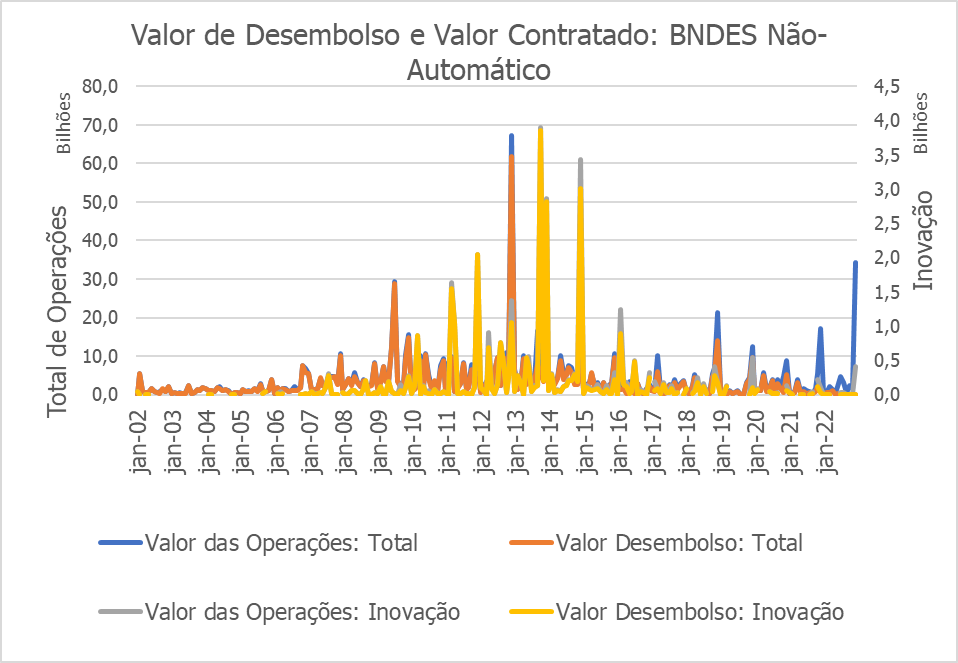 Valor de Desembolso e Valor Contratado: BNDES Não-
Automático
80,0
70,0
60,0
50,0
40,0
30,0
20,0
10,0
0,0
Bilhões
Total de Operações
4,5
4,0
3,5
3,0
2,5
2,0
1,5
1,0
0,5
0,0
Bilhões
Inovação
jan-02
jan-03
jan-04
jan-05
jan-06
jan-07
jan-08
jan-09
jan-10
jan-11
jan-12
jan-13
jan-14
jan-15
jan-16
jan-17
jan-18
jan-19
jan-20
jan-21
jan-22
Valor das Operações: Total
Valor Desembolso: Total
Valor das Operações: Inovação
Valor Desembolso: Inovação